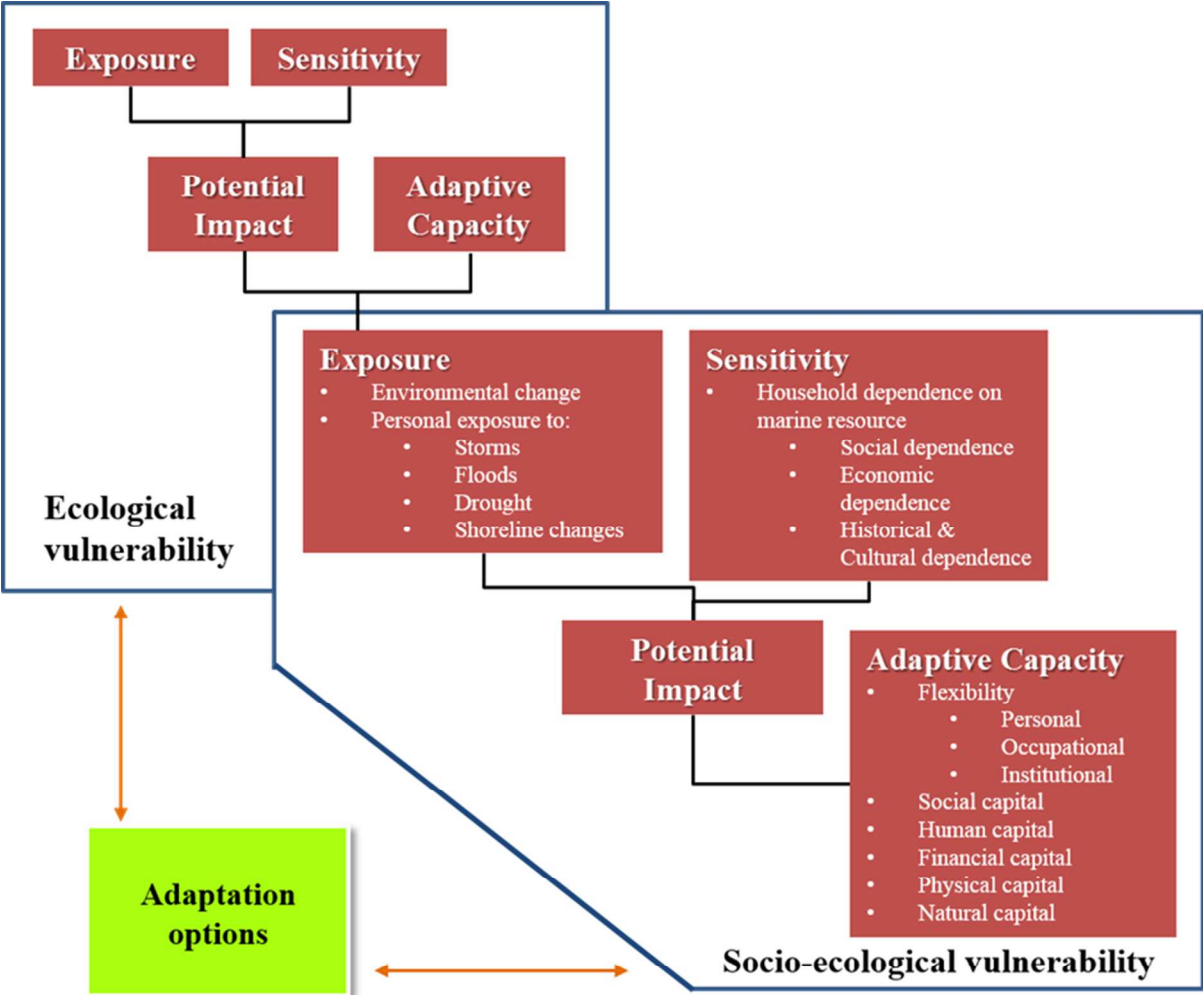 Exposure
Sensitivity
Potential
Impact
Adaptive
Capacity
Ecological
vulnerability
Exposure
• Environmental change
• Personal exposure to:
• Storms
• Floods
• Drought
• Shoreline changes
Sensitivity
• Household dependence on
marine resource
• Social dependence
• Economic
dependence
• Historical &
Cultural dependence
Potential
Impact
Adaptive Capacity
• Flexibility
• Personal
• Occupational
• Institutional
• Social capital
• Human capital
• Financial capital
• Physical capital
• Natural capital
Socio-ecological vulnerability
Adaptation
options